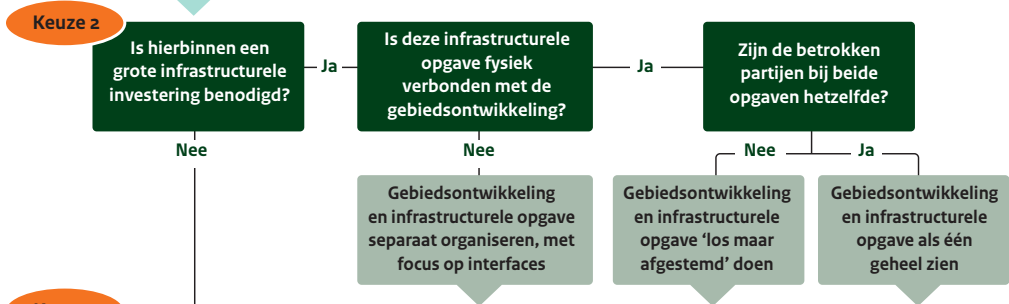 Keuze 2
Is hierbinnen een
grote infrastructurele
investering benodigd?
Ja
Is deze infrastructurele
opgave fysiek
verbonden met de
gebiedsontwikkeling?
Ja
Zijn de betrokken
partijen bij beide
opgaven hetzelfde?
Nee
Nee
Nee
Ja
Gebiedsontwikkeling
en infrastructurele opgave
separaat organiseren, met
focus op interfaces
Gebiedsontwikkeling
en infrastructurele
opgave ‘los maar
afgestemd’ doen
Gebiedsontwikkeling
en infrastructurele
opgave als één
geheel zien